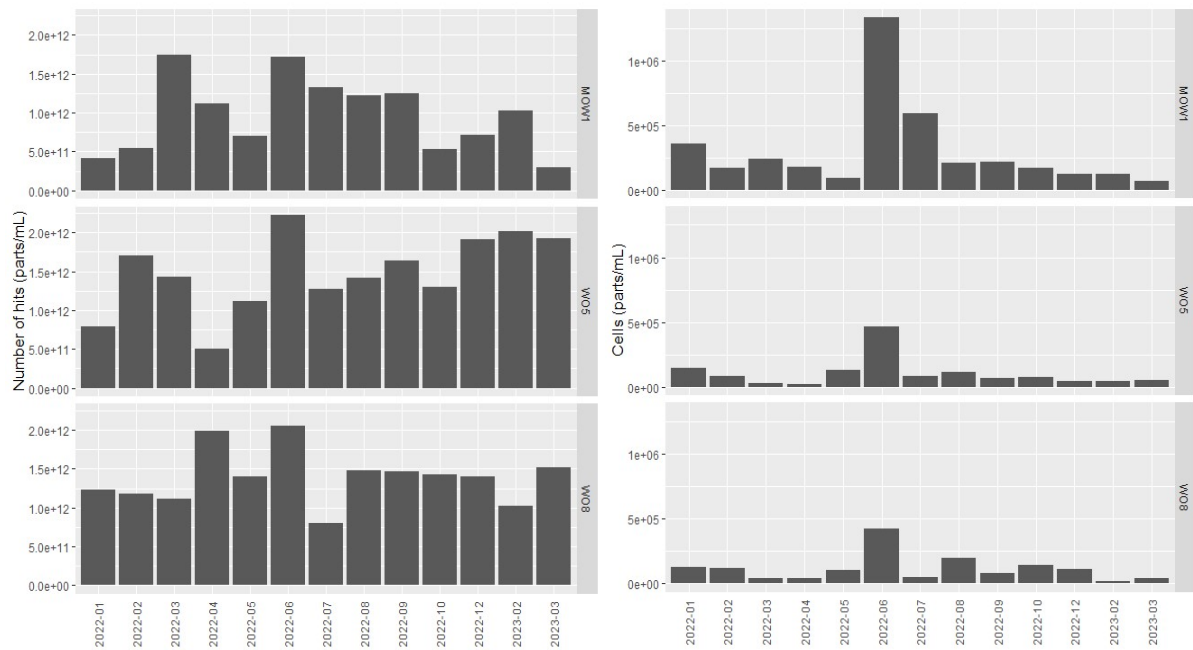 Number of hits (parts/mL)
2.0e+12
1.5e+12
1.0e+12
5.0e+11
0.0e+00
MOW1
2.0e+12
1.5e+12
1.0e+12
5.0e+11
0.0e+00
WO5
2.0e+12
1.5e+12
1.0e+12
5.0e+11
0.0e+00
WO8
2022-01
2022-02
2022-03
2022-04
2022-05
2022-06
2022-07
2022-08
2022-09
2022-10
2022-12
2023-02
2023-03
Cells (parts/mL)
1e+06
5e+05
0e+00
MOW1
1e+06
5e+05
0e+00
WO5
1e+06
5e+05
0e+00
WO8
2022-01
2022-02
2022-03
2022-04
2022-05
2022-06
2022-07
2022-08
2022-09
2022-10
2022-12
2023-02
2023-03